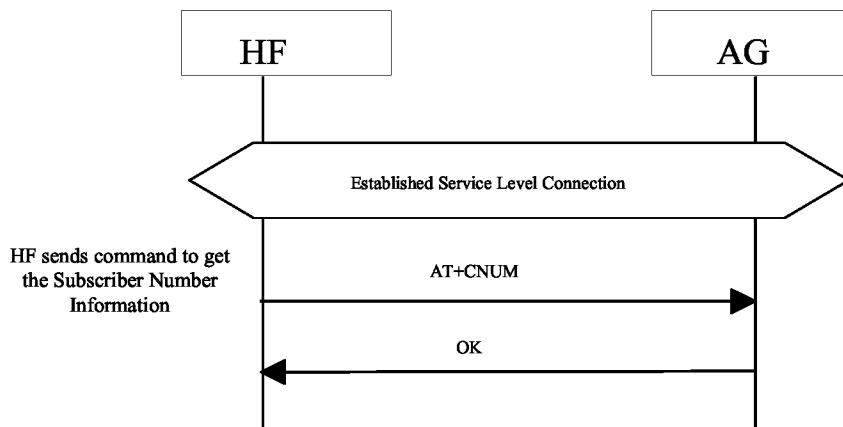 HF
AG
Established Service Level Connection
HF sends command to get
the Subscriber Number
Information
AT+CNUM
OK